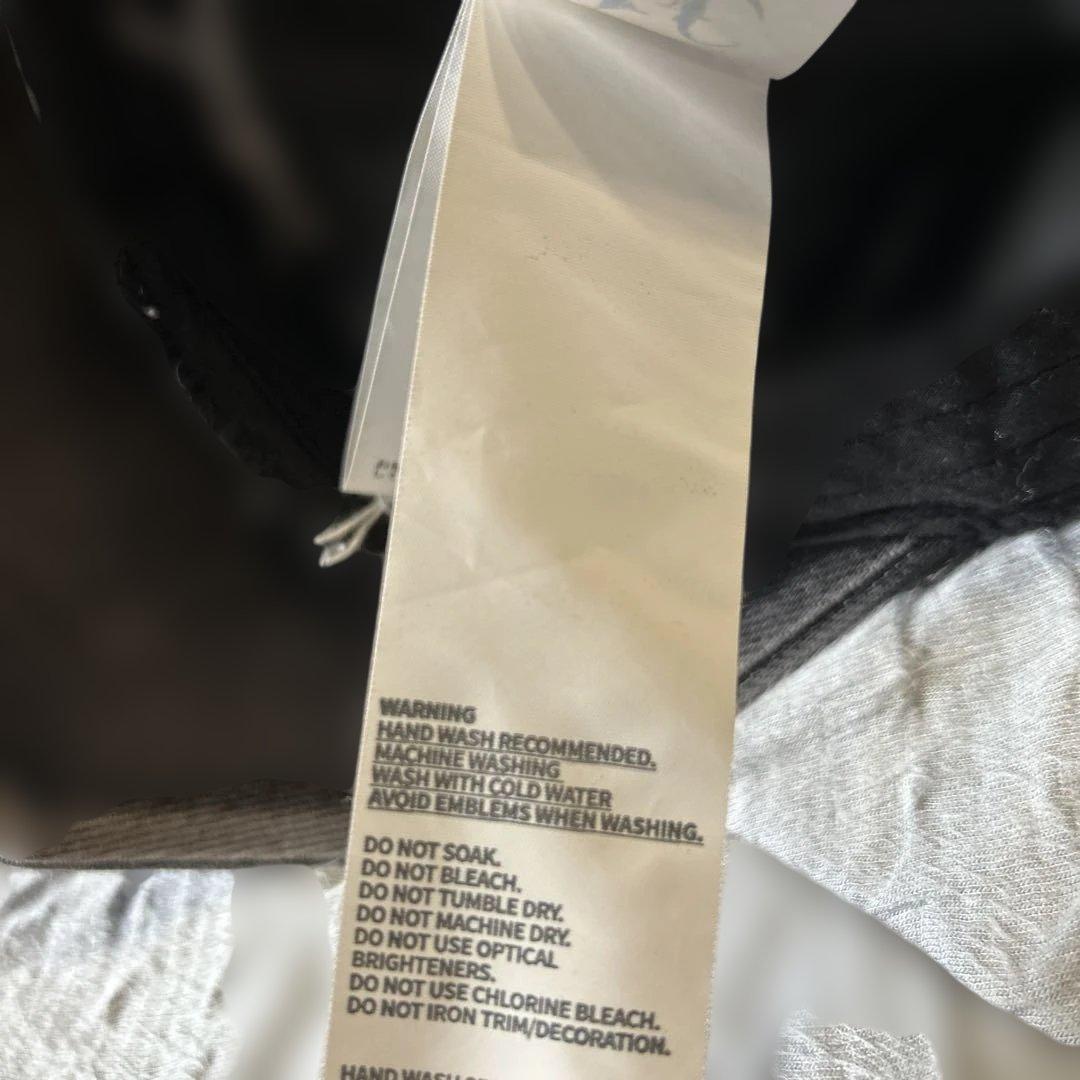 WARNING
HAND WASH RECOMMENDED.
MACHINE WASHING
WASH WITH COLD WATER
AVOID EMBLEMS WHEN WASHING.
DO NOT SOAK.
DO NOT BLEACH.
DO NOT TUMBLE DRY.
DO NOT MACHINE DRY.
DO NOT USE OPTICAL
BRIGHTENERS.
DO NOT USE CHLORINE BLEACH.
DO NOT IRON TRIM/DECORATION.
HAND WASH